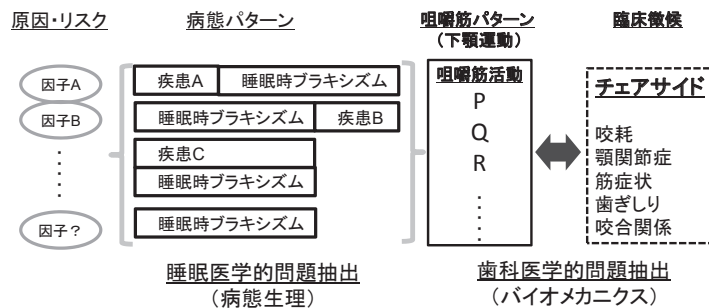 原因・リスク
病態パターン
咀嚼筋パターン
(下顎運動)
臨床徴候
因子A
疾患A
睡眠時ブラキシズム
因子B
睡眠時ブラキシズム
疾患B
疾患C
睡眠時ブラキシズム
因子?
睡眠時ブラキシズム
咀嚼筋活動
P
Q
R
チェアサイド
咬耗
顎関節症
筋症状
歯ぎしり
咬合関係
睡眠医学的問題抽出
(病態生理)
歯科医学的問題抽出
(バイオメカニクス)